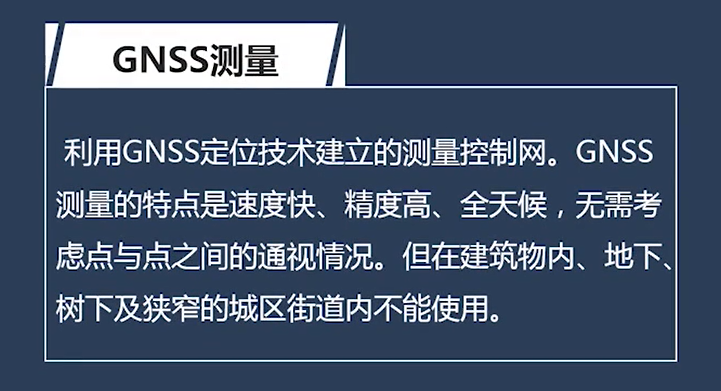 GNSS测量
利用GNSS定位技术建立的测量控制网。GNSS
测量的特点是速度快、精度高、全天候，无需考
虑点与点之间的通视情况。但在建筑物内、地下、
树下及狭窄的城区街道内不能使用。